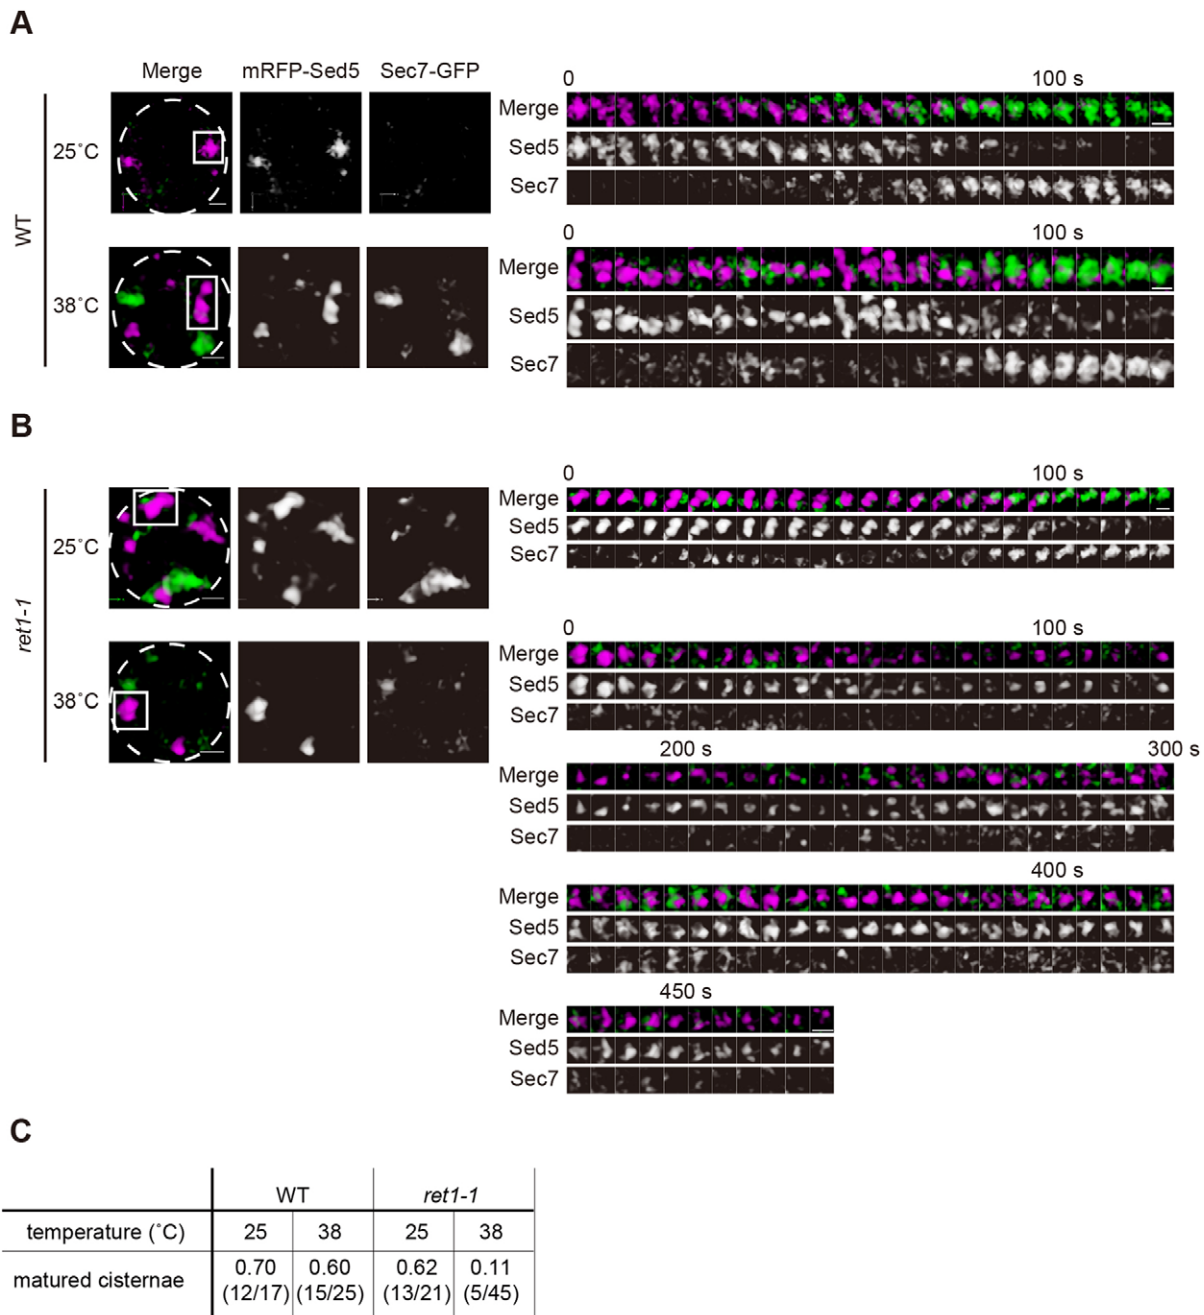 A
Merge mRFP-Sed5 Sec7-GFP
WT
25˚C
38˚C
0 100 s
Merge
Sed5
Sec7
0 100 s
Merge
Sed5
Sec7
B
ret1-1
25˚C
38˚C
0 100 s
Merge
Sed5
Sec7
0 100 s
Merge
Sed5
Sec7
200 s 300 s
Merge
Sed5
Sec7
400 s
Merge
Sed5
Sec7
450 s
Merge
Sed5
Sec7
C
WT ret1-1
temperature (˚C) 25 38 25 38
matured cisternae 0.70 0.60 0.62 0.11
(12/17) (15/25) (13/21) (5/45)